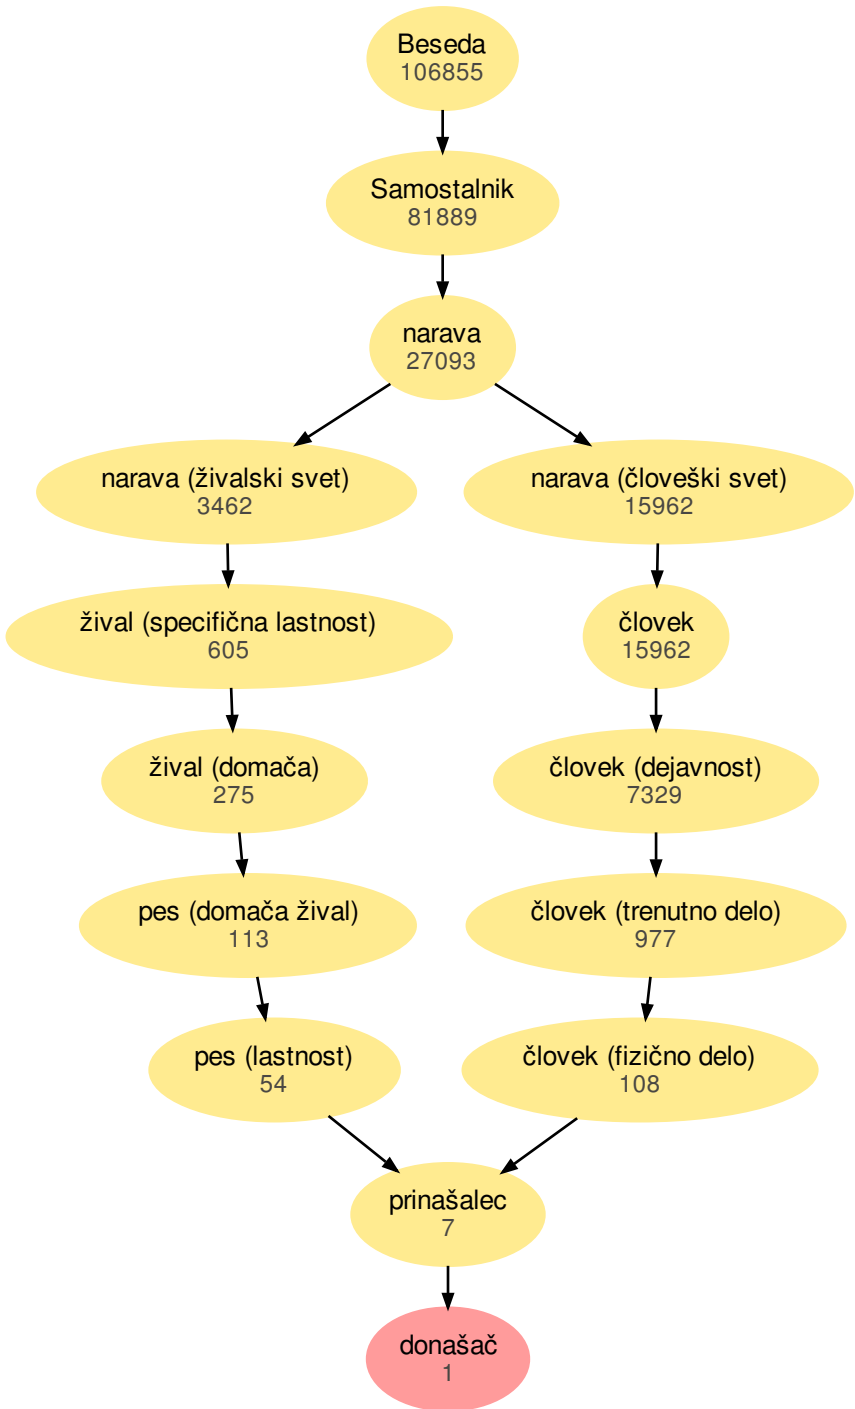 Beseda
106855
Samostalnik
81889
narava
27093
narava (živalski svet)
3462
narava (človeški svet)
15962
žival (specifična lastnost)
605
človek
15962
žival (domača)
275
človek (dejavnost)
7329
pes (domača žival)
113
človek (trenutno delo)
977
pes (lastnost)
54
človek (fizično delo)
108
prinašalec
7
donašač
1